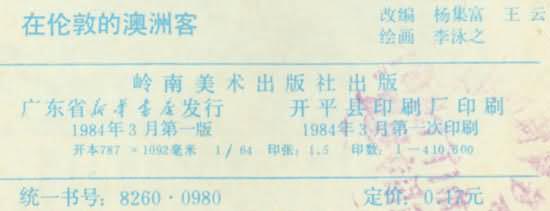 在伦敦的澳洲客
改编 杨集富 王云
绘画 李泳之
岭南美术出版社出版
广东省新华书店发行 开平县印刷厂印刷
1984年3月第一版 1984年3月第一次印刷
开本787×1092毫米 1/64 印张:1.5 印数:1—410,600
统一书号:8260·0980 定价:0.17元